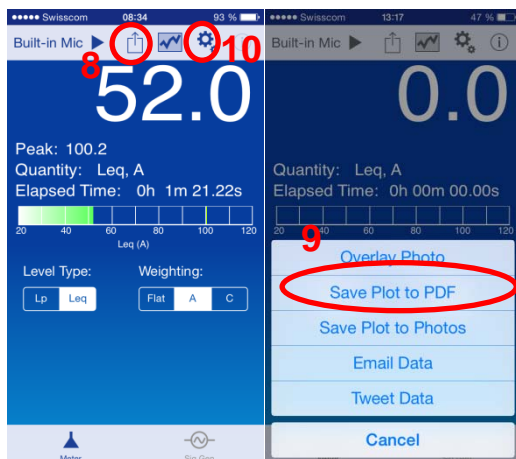 Swisscom 08:34 93 %
Built-in Mic
8
10
52.0
Peak: 100.2
Quantity: Leq, A
Elapsed Time: 0h 1m 21.22s
20 40 60 80 100 120
Leq (A)
Level Type: Weighting:
Lp Leq Flat A C
Meter Sig Gen
Swisscom 13:17 47 %
Built-in Mic
0.0
Quantity: Leq, A
Elapsed Time: 0h 00m 00.00s
20 40 60 80 100 120
9
Overlay Photo
Save Plot to PDF
Save Plot to Photos
Email Data
Tweet Data
Cancel